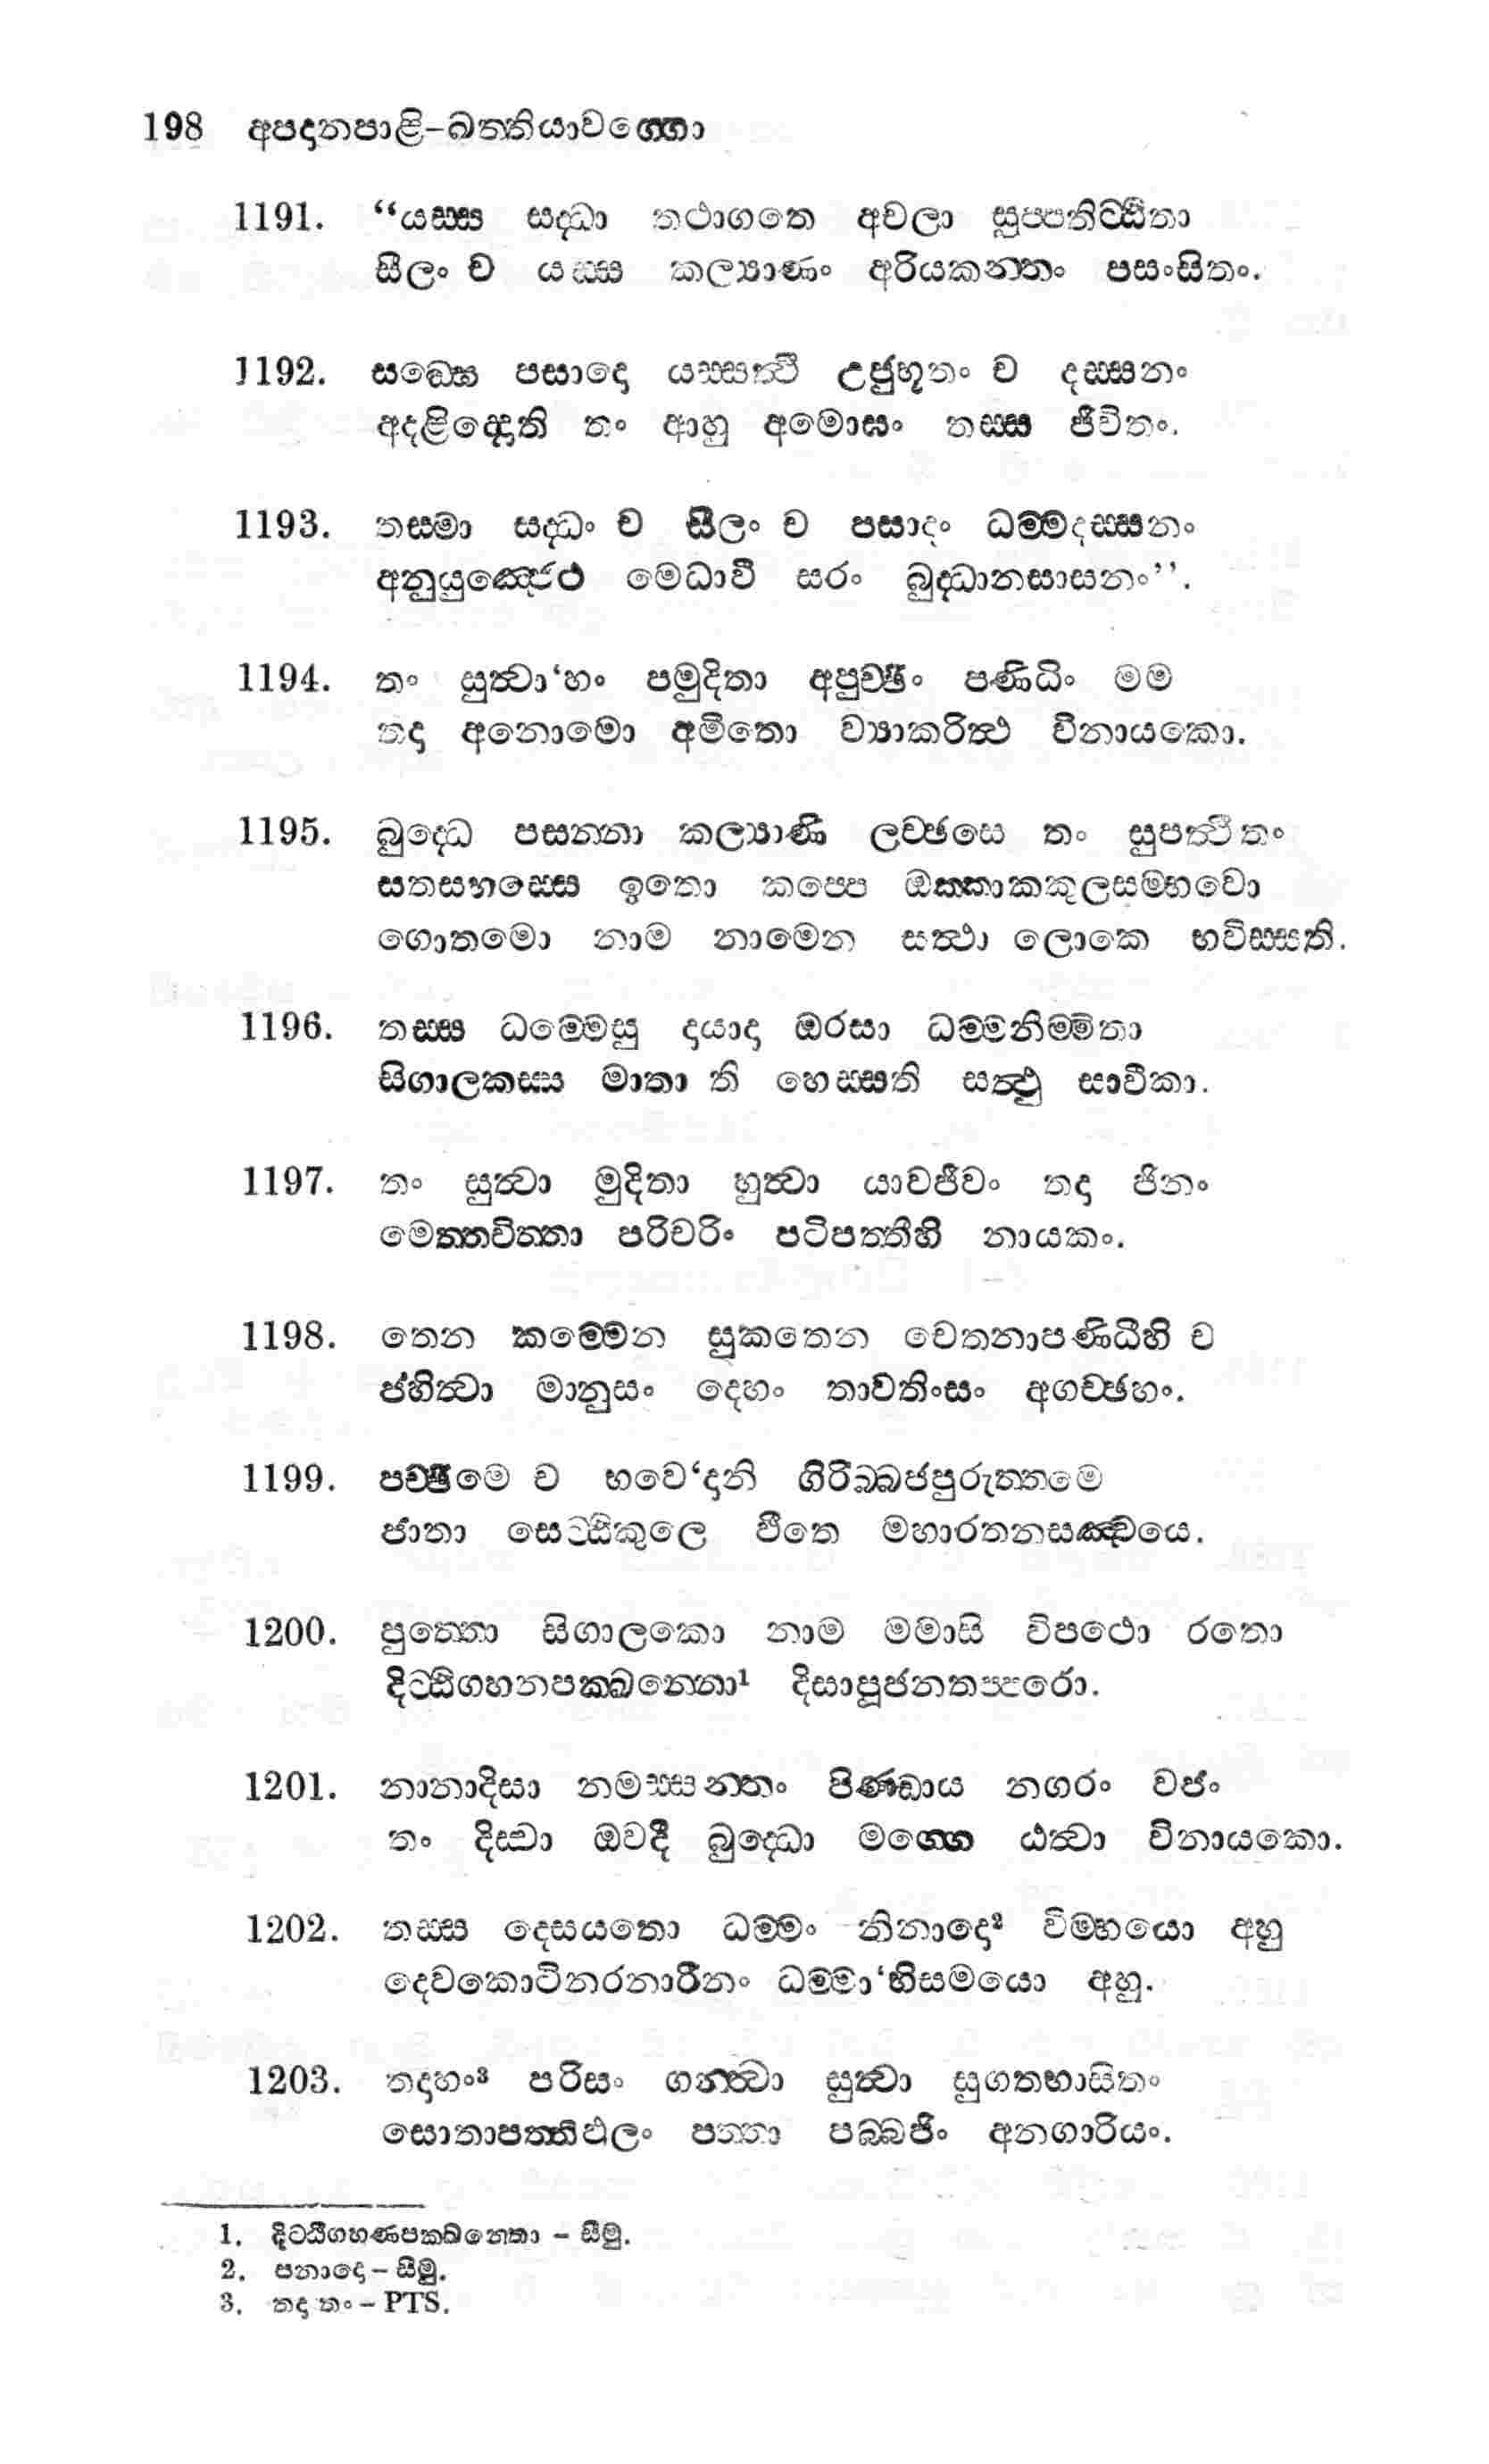 198 අපදානපාළි-ඛත්තියාවග්ගො
1191. “යස්ස සද්ධා තථාගතෙ අචලා සුප්පතිට්ඨිතා
සීලං ච යස්ස කල්‍යාණං අරියකන්තං පසංසිතං.
1192. සඞ්ඝෙ පසාදො යස්සත්‍ථි උජුභූතං ච දස්සනං
අදළිද්දොති තං ආහු අමොඝං තස්ස ජීවිතං.
1193. තස්මා සද්ධං ච සීලං ච පසාදං ධම්මදස්සනං
අනුයුඤ්ජෙථ මෙධාවී සරං බුද්ධානසාසනං”.
1194. තං සුත්‍වා‘හං පමුදිතා අපුච්ඡිං පණිධිං මම
තදා අනොමො අමිතො ව්‍යාකරිත්‍ථ විනායකො.
1195. බුද්ධෙ පසන්නා කල්‍යාණි ලච්ඡසෙ තං සුපත්‍ථිතං
සතසහස්සෙ ඉතො කප්පෙ ඔක්කාකකුලසම්භවො
ගොතමො නාම නාමෙන සත්‍ථා ලොකෙ භවිස්සති.
1196. තස්ස ධම්මෙසු දායාදා ඔරසා ධම්මනිම්මිතා
සිගාලකස්ස මාතා ති හෙස්සති සත්‍ථු සාවිකා.
1197. තං සුත්‍වා මුදිතා හුත්‍වා යාවජීවං තදා ජිනං
මෙත්තචිත්තා පරිචරිං පටිපත්තීහි නායකං.
1198. තෙන කම්මෙන සුකතෙන චෙතනාපණිධීහි ච
ජහිත්‍වා මානුසං දෙහං තාවතිංසං අගච්ඡහං.
1199. පච්ඡිමෙ ච භවෙ‘දානි ගිරිබ්බජපුරුත්තමෙ
ජාතා සෙට්ඨිකුලෙ ඵීතෙ මහාරතනසඤ්චයෙ.
1200. පුත්තො සිගාලකො නාම මමාසි විපථො රතො
දිට්ඨිගහනපක්ඛන්නො¹ දිසාපූජනතප්පරො.
1201. නානාදිසා නමස්සන්තං පිණ්ඩාය නගරං වජං
තං දිස්වා ඔවදී බුද්ධො මග්ගෙ ඨත්‍වා විනායකො.
1202. තස්ස දෙසයතො ධම්මං නිනාදො² විම්හයො අහු
දෙවකොටිනරනාරීනං ධම්මා‘භිසමයො අහු.
1203. තදාහං³ පරිසං ගන්ත්‍වා සුත්‍වා සුගතභාසිතං
සොතාපත්තිඵලං පත්තා පබ්බජිං අනගාරියං.
1. දිට්ඨිගහණපක්ඛන්තො - සීමු.
2. පනාදො - සීමු.
3. තදා තං - PTS.